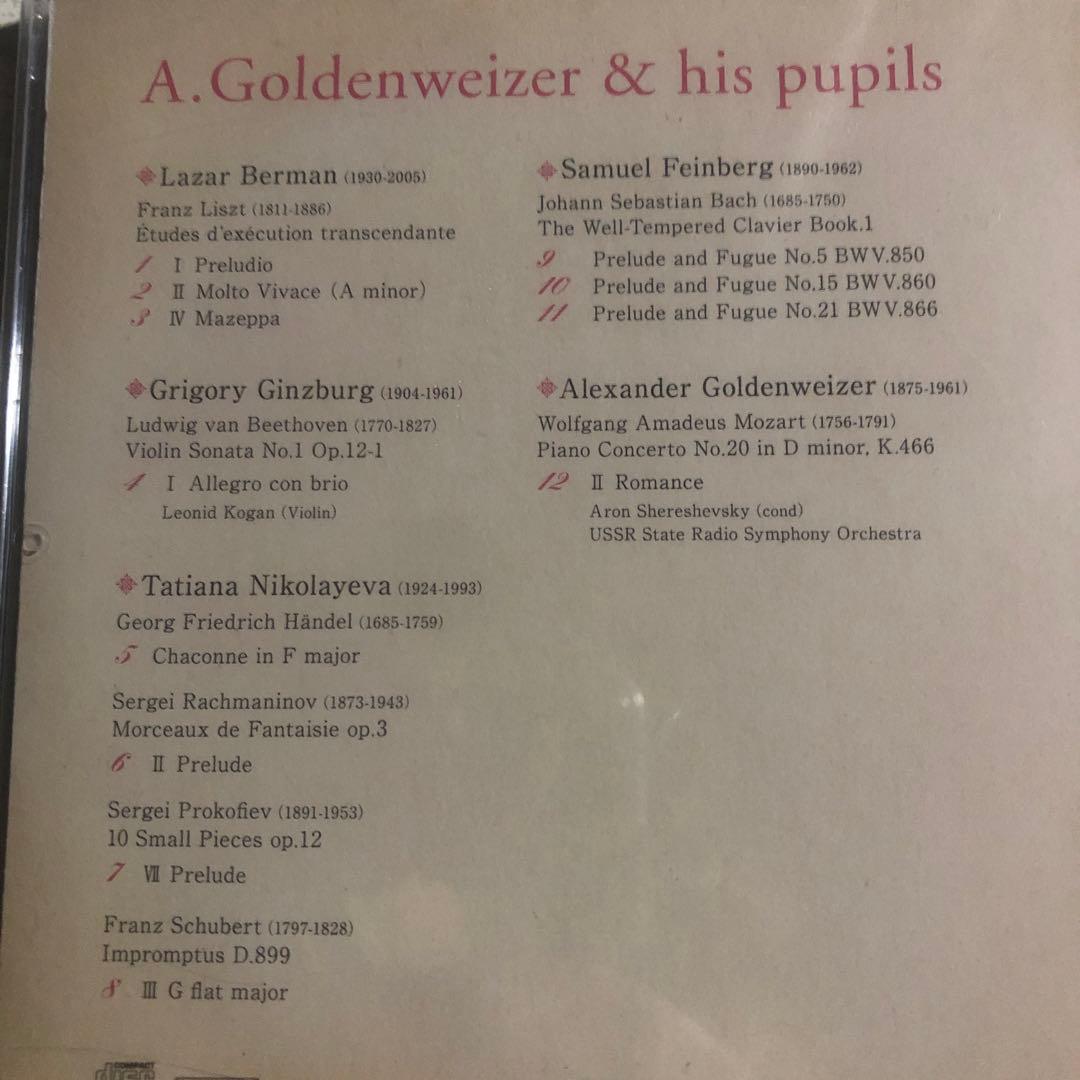 A. Goldenweizer & his pupils
Lazar Berman (1930-2005)
Franz Liszt (1811-1886)
Études d'exécution transcendante
1 Ⅰ Preludio
2 Ⅱ Molto Vivace (A minor)
3 Ⅳ Mazeppa
Grigory Ginzburg (1904-1961)
Ludwig van Beethoven (1770-1827)
Violin Sonata No.1 Op.12-1
4 Ⅰ Allegro con brio
Leonid Kogan (Violin)
Tatiana Nikolayeva (1924-1993)
Georg Friedrich Händel (1685-1759)
5 Chaconne in F major
Sergei Rachmaninov (1873-1943)
Morceaux de Fantaisie op.3
6 Ⅱ Prelude
Sergei Prokofiev (1891-1953)
10 Small Pieces op.12
7 Ⅶ Prelude
Franz Schubert (1797-1828)
Impromptus D.899
8 Ⅲ G flat major
Samuel Feinberg (1890-1962)
Johann Sebastian Bach (1685-1750)
The Well-Tempered Clavier Book.1
9 Prelude and Fugue No.5 BWV.850
10 Prelude and Fugue No.15 BWV.860
11 Prelude and Fugue No.21 BWV.866
Alexander Goldenweizer (1875-1961)
Wolfgang Amadeus Mozart (1756-1791)
Piano Concerto No.20 in D minor, K.466
12 Ⅱ Romance
Aron Shereshevsky (cond)
USSR State Radio Symphony Orchestra
COMPACT
disc